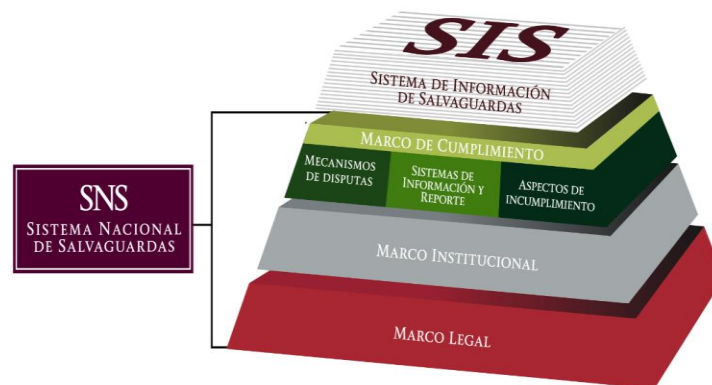 SIS
SISTEMA DE INFORMACIÓN
DE SALVAGUARDAS
MARCO DE CUMPLIMIENTO
MECANISMOS
DE DISPUTAS
SISTEMAS DE
INFORMACIÓN Y
REPORTE
ASPECTOS DE
INCUMPLIMIENTO
SNS
SISTEMA NACIONAL
DE SALVAGUARDAS
MARCO INSTITUCIONAL
MARCO LEGAL